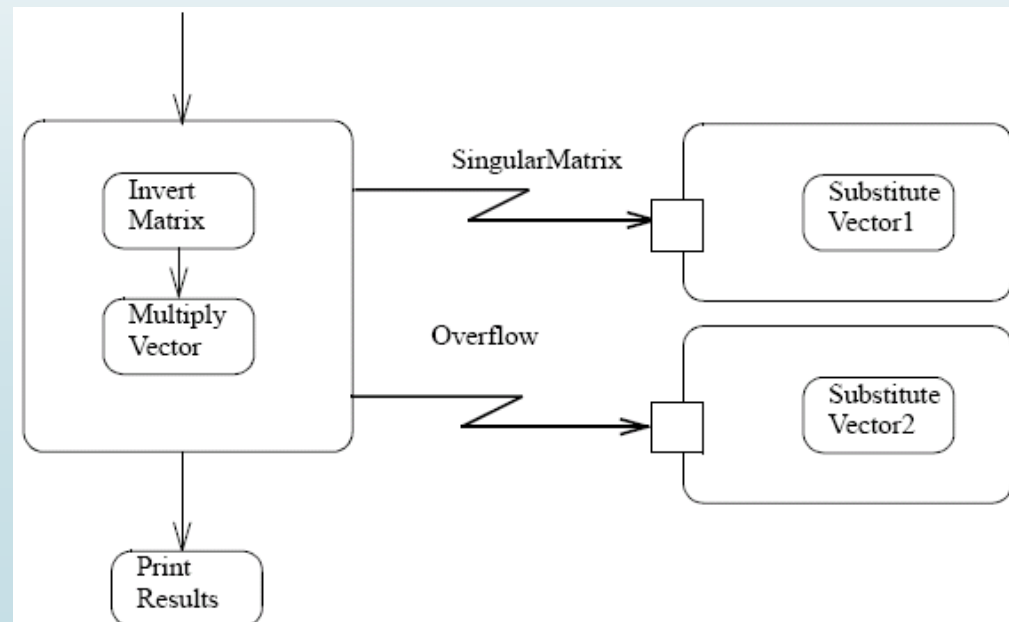 Invert
Matrix
Multiply
Vector
SingularMatrix
Substitute
Vector1
Overflow
Substitute
Vector2
Print
Results